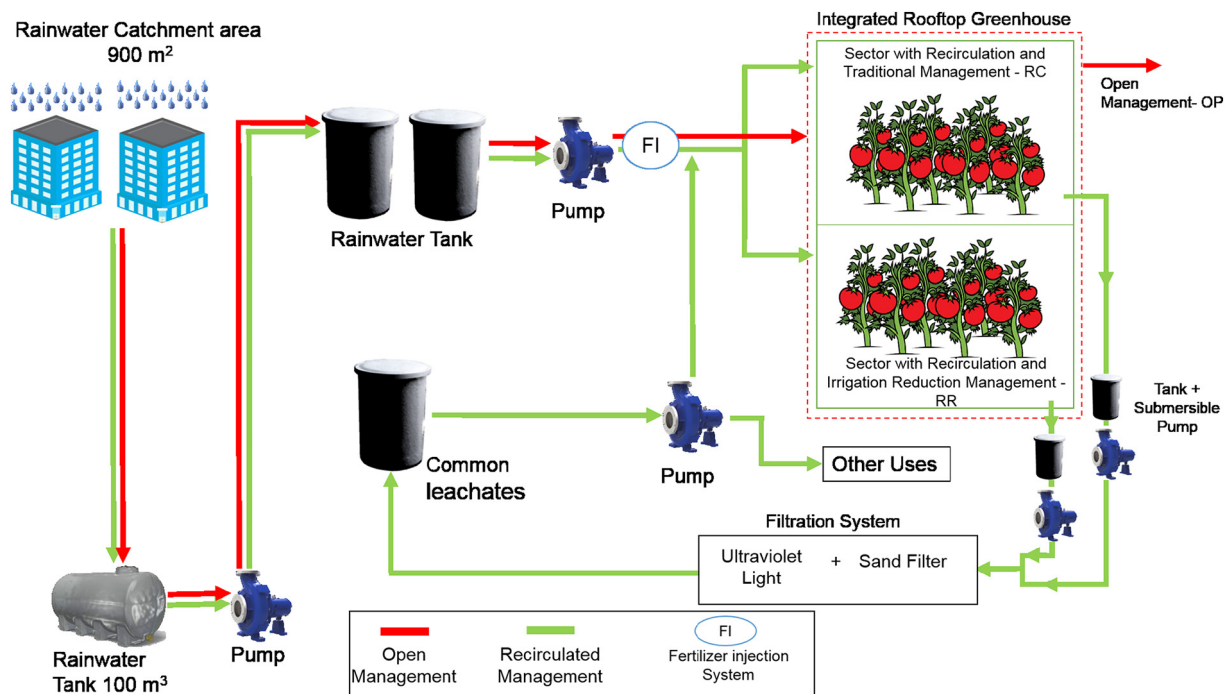 Rainwater Catchment area
900 m²
Integrated Rooftop Greenhouse
Sector with Recirculation and
Traditional Management - RC
Open
Management- OP
FI
Pump
Rainwater Tank
Sector with Recirculation and
Irrigation Reduction Management -
RR
Tank +
Submersible
Pump
Common
leachates
Pump
Other Uses
Filtration System
Ultraviolet
Light
+
Sand Filter
Rainwater
Tank 100 m³
Pump
Open
Management
Recirculated
Management
FI
Fertilizer injection
System